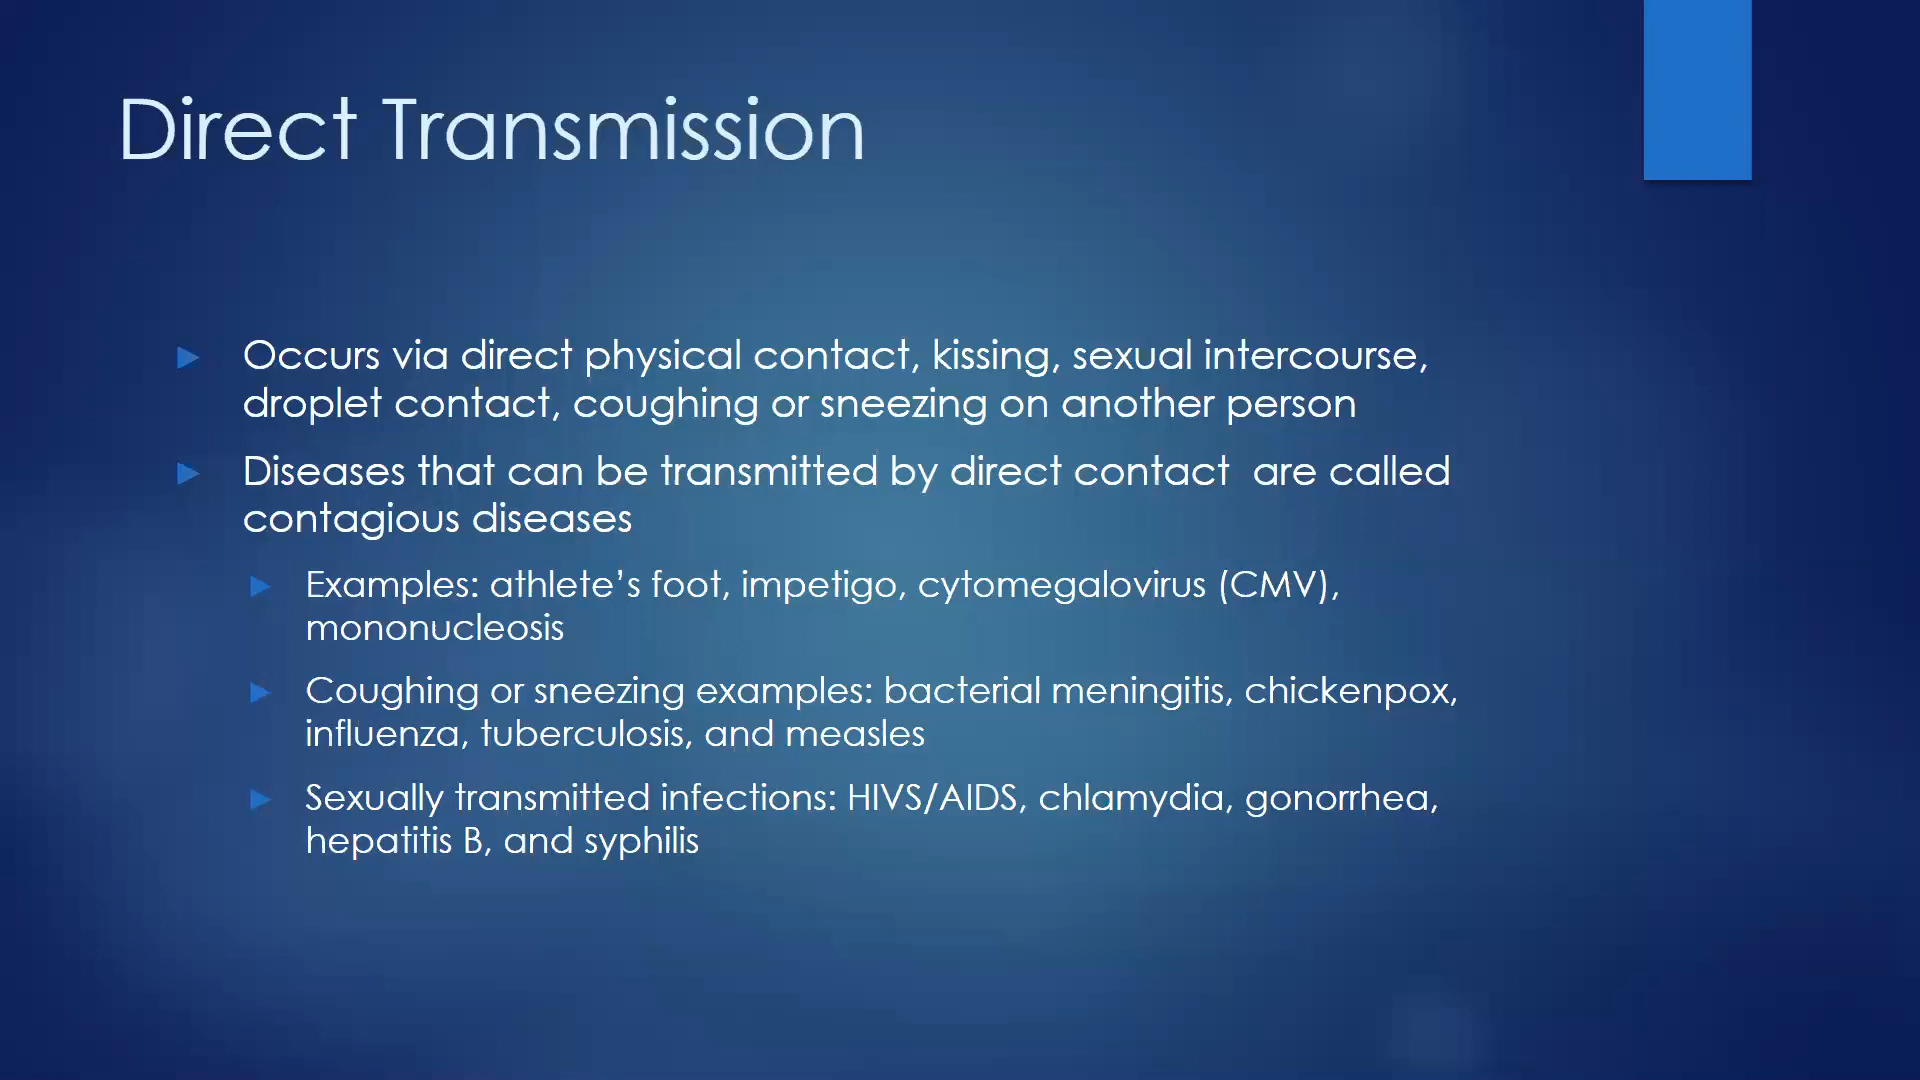 Direct Transmission
Occurs via direct physical contact, kissing, sexual intercourse,
droplet contact, coughing or sneezing on another person
Diseases that can be transmitted by direct contact  are called
contagious diseases
Examples: athlete’s foot, impetigo, cytomegalovirus (CMV),
mononucleosis
Coughing or sneezing examples: bacterial meningitis, chickenpox,
influenza, tuberculosis, and measles
Sexually transmitted infections: HIVS/AIDS, chlamydia, gonorrhea,
hepatitis B, and syphilis